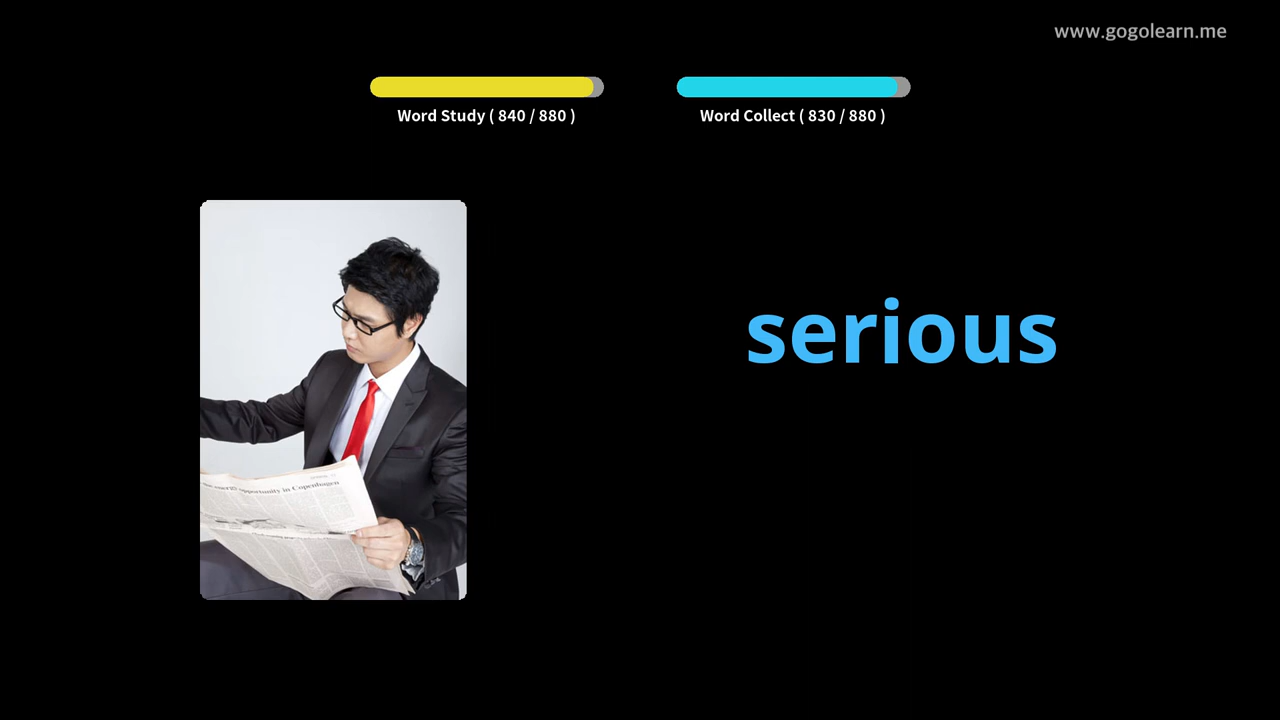 www.gogolearn.me
Word Study ( 840 / 880 )
Word Collect ( 830 / 880 )
serious
opportunity in Copenhagen